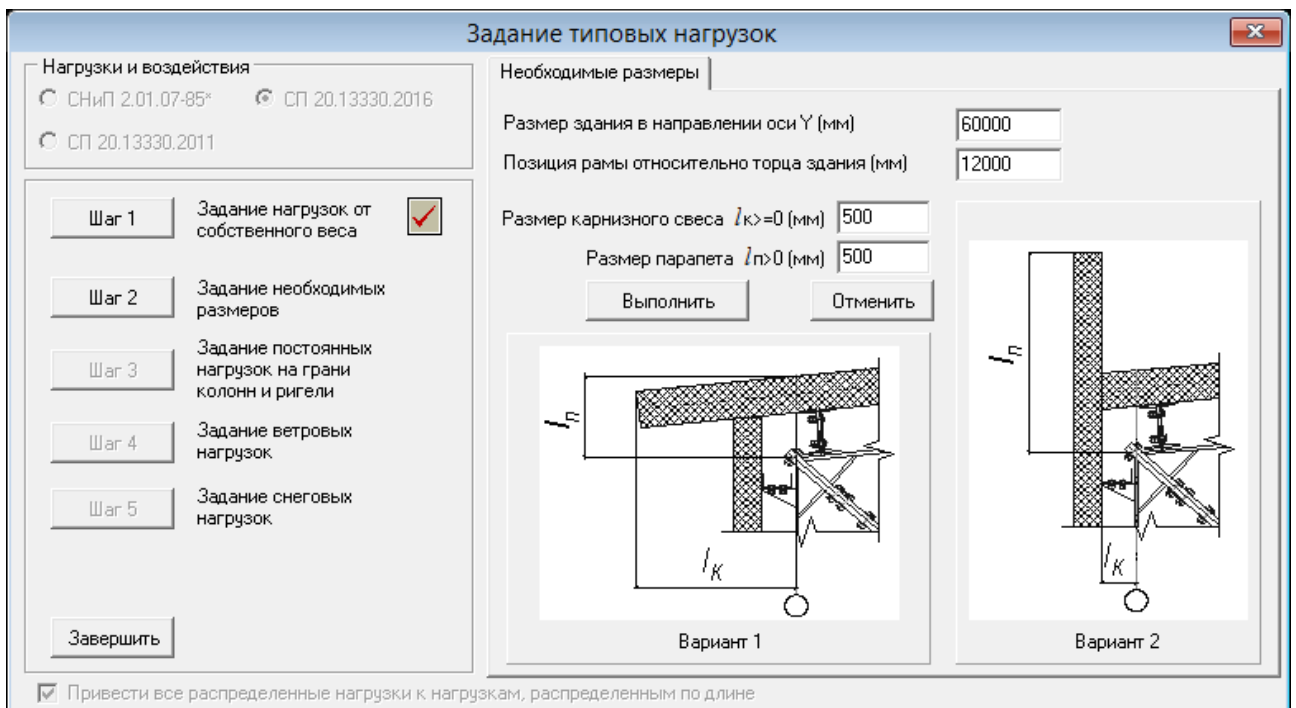 Задание типовых нагрузок
Нагрузки и воздействия
СНиП 2.01.07-85*
СП 20.13330.2016
СП 20.13330.2011
Шаг 1
Задание нагрузок от
собственного веса
Шаг 2
Задание необходимых
размеров
Шаг 3
Задание постоянных
нагрузок на грани
колонн и ригели
Шаг 4
Задание ветровых
нагрузок
Шаг 5
Задание снеговых
нагрузок
Завершить
Необходимые размеры
Размер здания в направлении оси Y (мм)
60000
Позиция рамы относительно торца здания (мм)
12000
Размер карнизного свеса lк>=0 (мм)
500
Размер парапета lп>0 (мм)
500
Выполнить
Отменить
lп
lк
Вариант 1
lп
lк
Вариант 2
Привести все распределенные нагрузки к нагрузкам, распределенным по длине